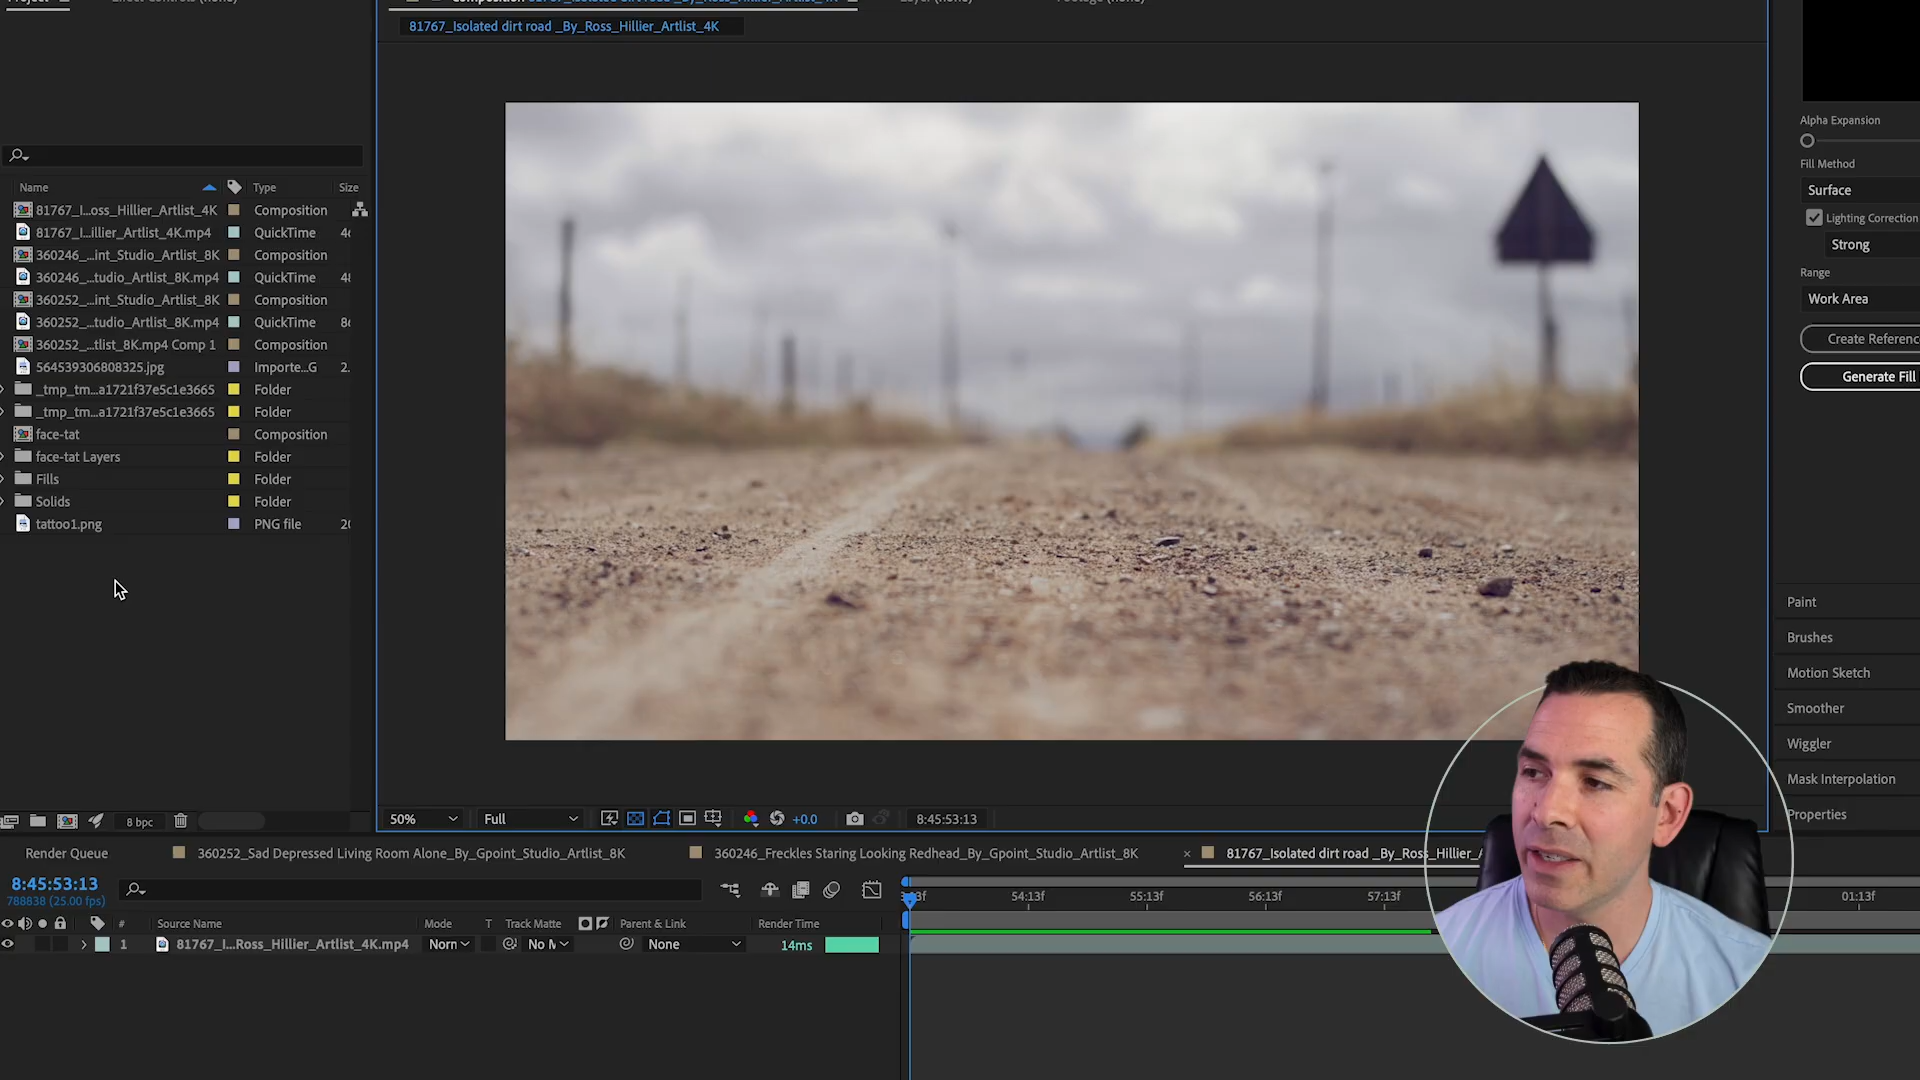 81767_Isolated dirt road _By_Ross_Hillier_Artlist_4K
Name Type Size
81767_I...oss_Hillier_Artlist_4K Composition
81767_I...illier_Artlist_4K.mp4 QuickTime
360246_...int_Studio_Artlist_8K Composition
360246_...tudio_Artlist_8K.mp4 QuickTime
360252_...int_Studio_Artlist_8K Composition
360252_...tudio_Artlist_8K.mp4 QuickTime
360252_...tlist_8K.mp4 Comp 1 Composition
564539306808325.jpg Importe...G 2.
_tmp_tm...a1721f37e5c1e3665 Folder
_tmp_tm...a1721f37e5c1e3665 Folder
face-tat Composition
face-tat Layers Folder
Fills Folder
Solids Folder
tattoo1.png PNG file
8 bpc
50% Full +0.0 8:45:53:13
Alpha Expansion
Fill Method
Surface
Lighting Correction
Strong
Range
Work Area
Create Referenc
Generate Fill
Paint
Brushes
Motion Sketch
Smoother
Wiggler
Mask Interpolation
Properties
Render Queue 360252_Sad Depressed Living Room Alone_By_Gpoint_Studio_Artlist_8K 360246_Freckles Staring Looking Redhead_By_Gpoint_Studio_Artlist_8K × 81767_Isolated dirt road _By_Ross_Hillier_A
8:45:53:13
788838 (25.00 fps)
54:13f 55:13f 56:13f 57:13f 01:13f
# Source Name Mode T Track Matte Parent & Link Render Time
1 81767_I...Ross_Hillier_Artlist_4K.mp4 Norn No M None 14ms